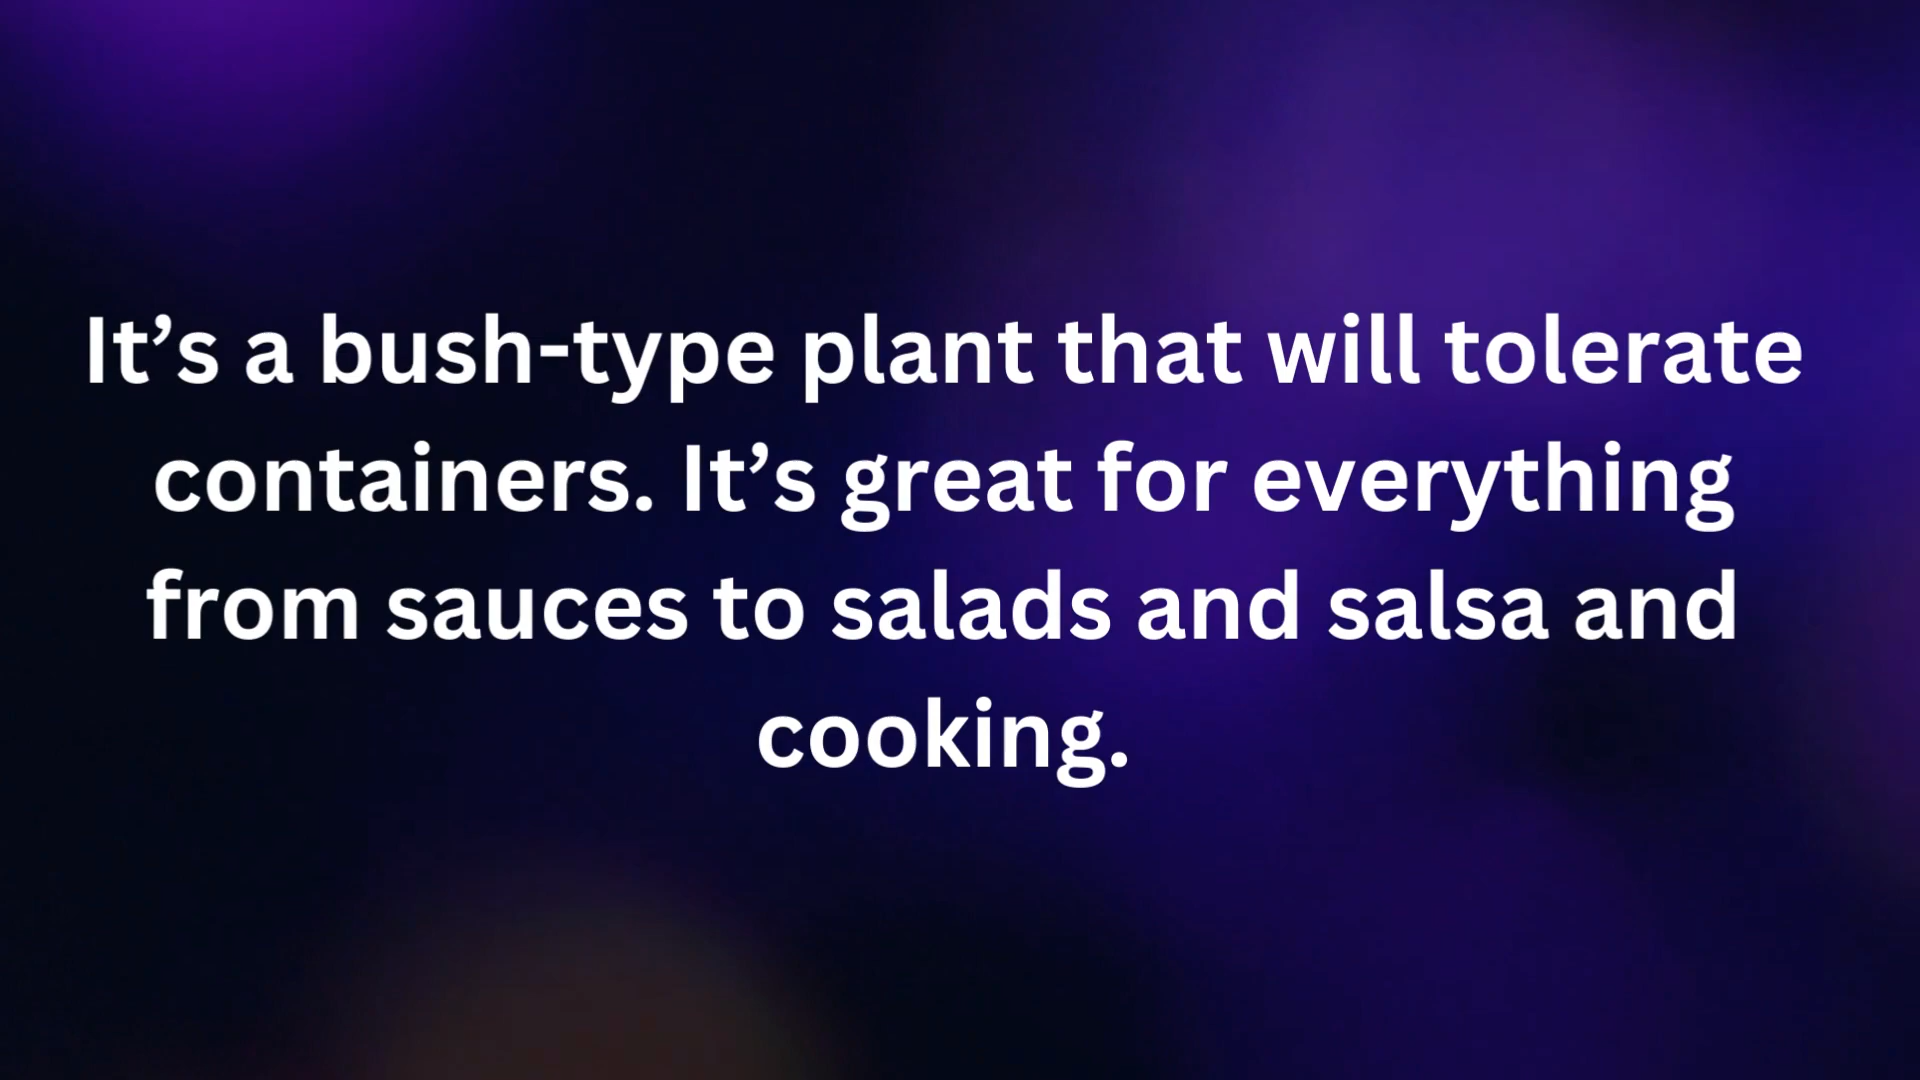 It’s a bush-type plant that will tolerate
containers. It’s great for everything
from sauces to salads and salsa and
cooking.